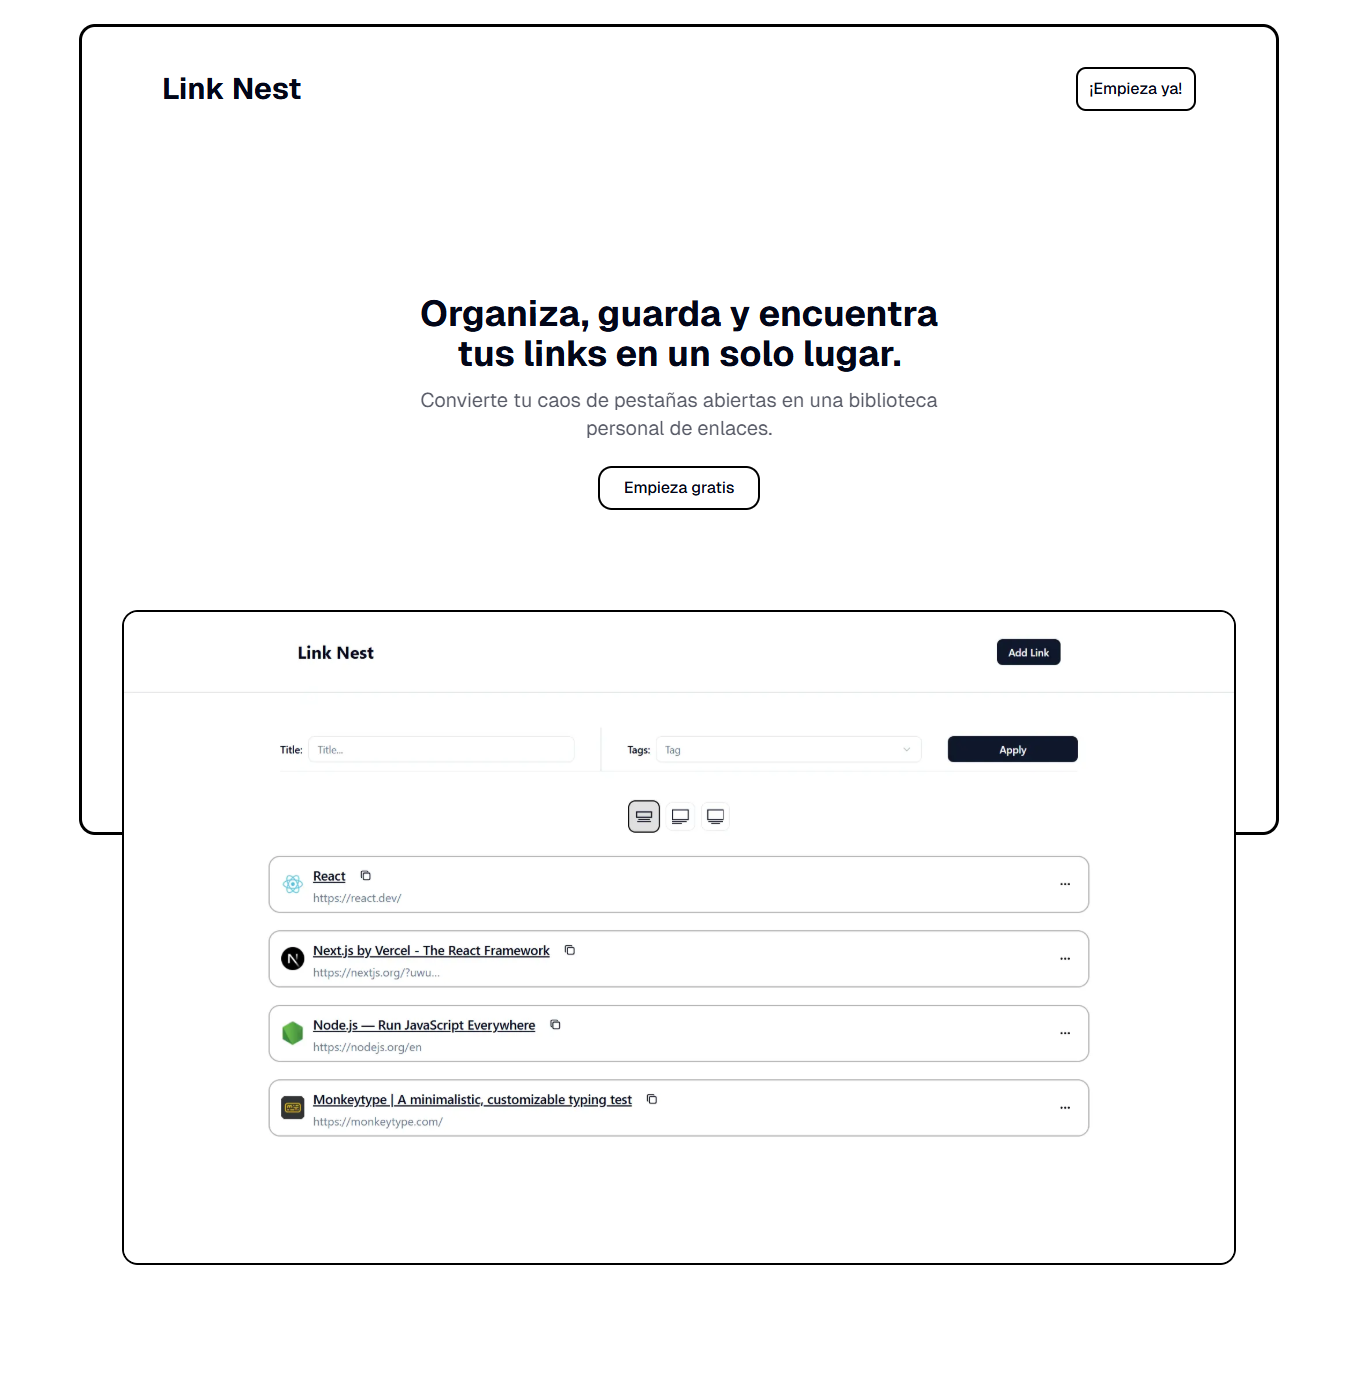 Link Nest
¡Empieza ya!
Organiza, guarda y encuentra
tus links en un solo lugar.
Convierte tu caos de pestañas abiertas en una biblioteca
personal de enlaces.
Empieza gratis
Link Nest
Add Link
Title:
Title...
Tags:
Tag
Apply
React
https://react.dev/
Next.js by Vercel - The React Framework
https://nextjs.org/?uwu...
Node.js — Run JavaScript Everywhere
https://nodejs.org/en
Monkeytype | A minimalistic, customizable typing test
https://monkeytype.com/